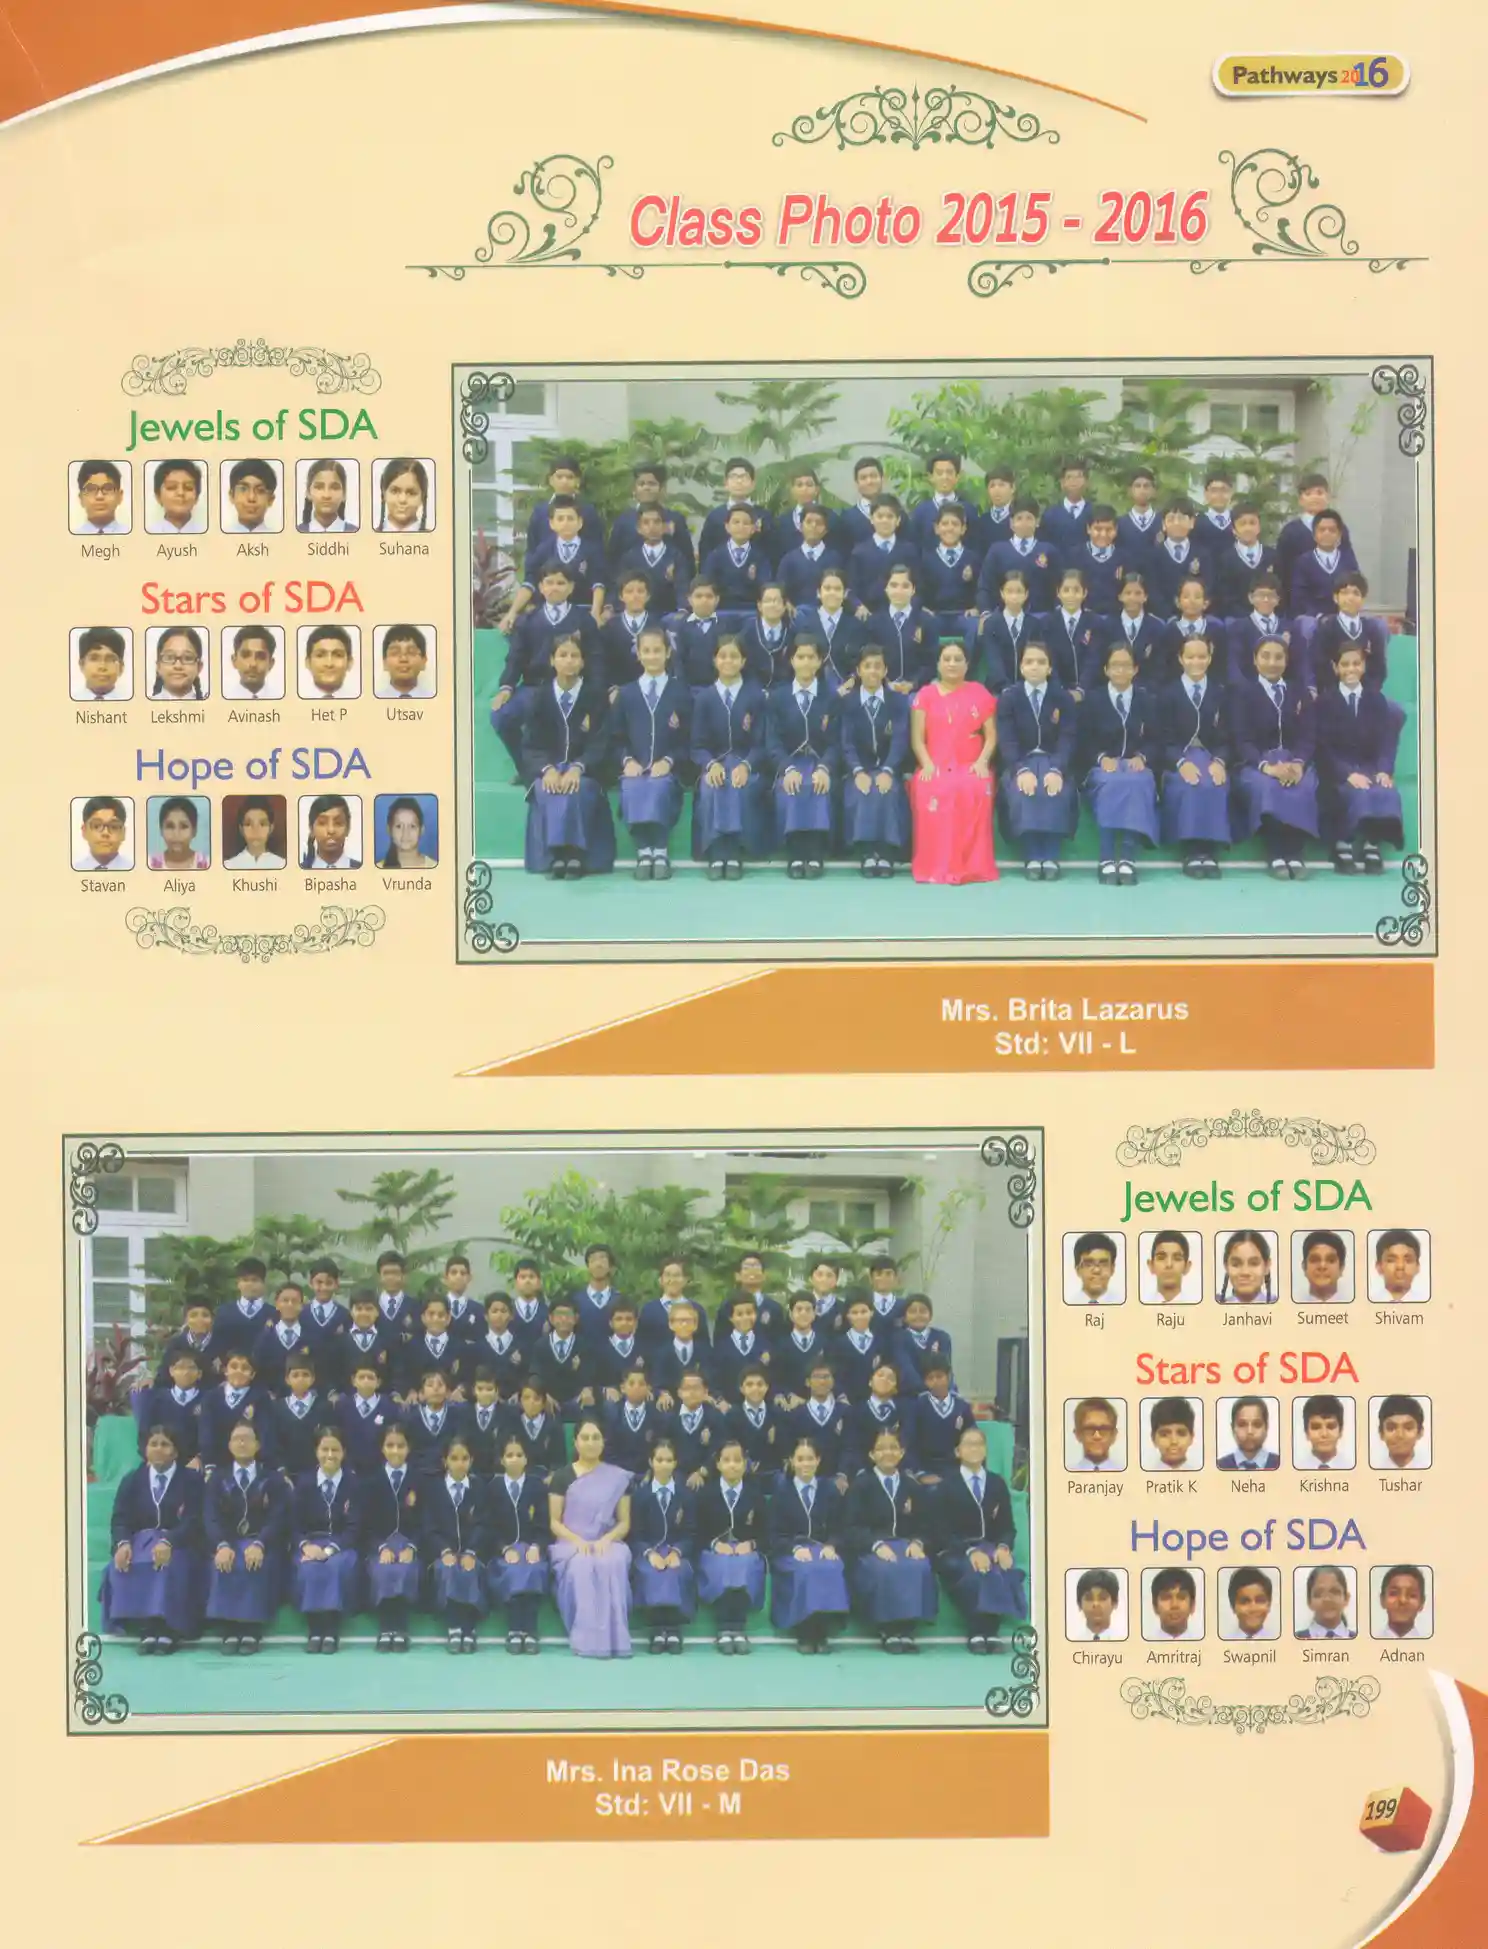 Pathways 2016
Class Photo 2015 - 2016
Jewels of SDA
Megh Ayush Aksh Siddhi Suhana
Stars of SDA
Nishant Lekshmi Avinash Het P Utsav
Hope of SDA
Stavan Aliya Khushi Bipasha Vrunda
Mrs. Brita Lazarus
Std: VII - L
Jewels of SDA
Raj Raju Janhavi Sumeet Shivam
Stars of SDA
Paranjay Pratik K Neha Krishna Tushar
Hope of SDA
Chirayu Amritraj Swapnil Simran Adnan
Mrs. Ina Rose Das
Std: VII - M
199